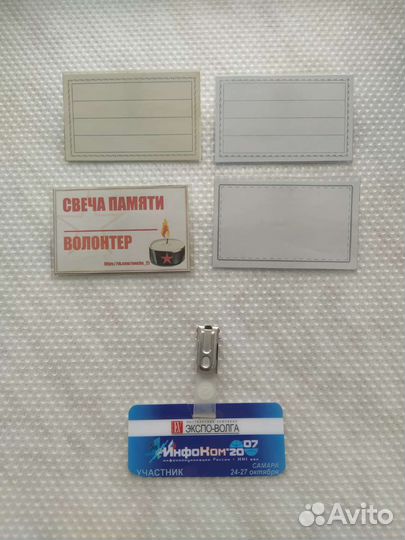 СВЕЧА ПАМЯТИ
ВОЛОНТЕР
ЭКСПО-ВОЛГА
ИнфоКом-2007
САМАРА
УЧАСТНИК
24-27 октября
Avito